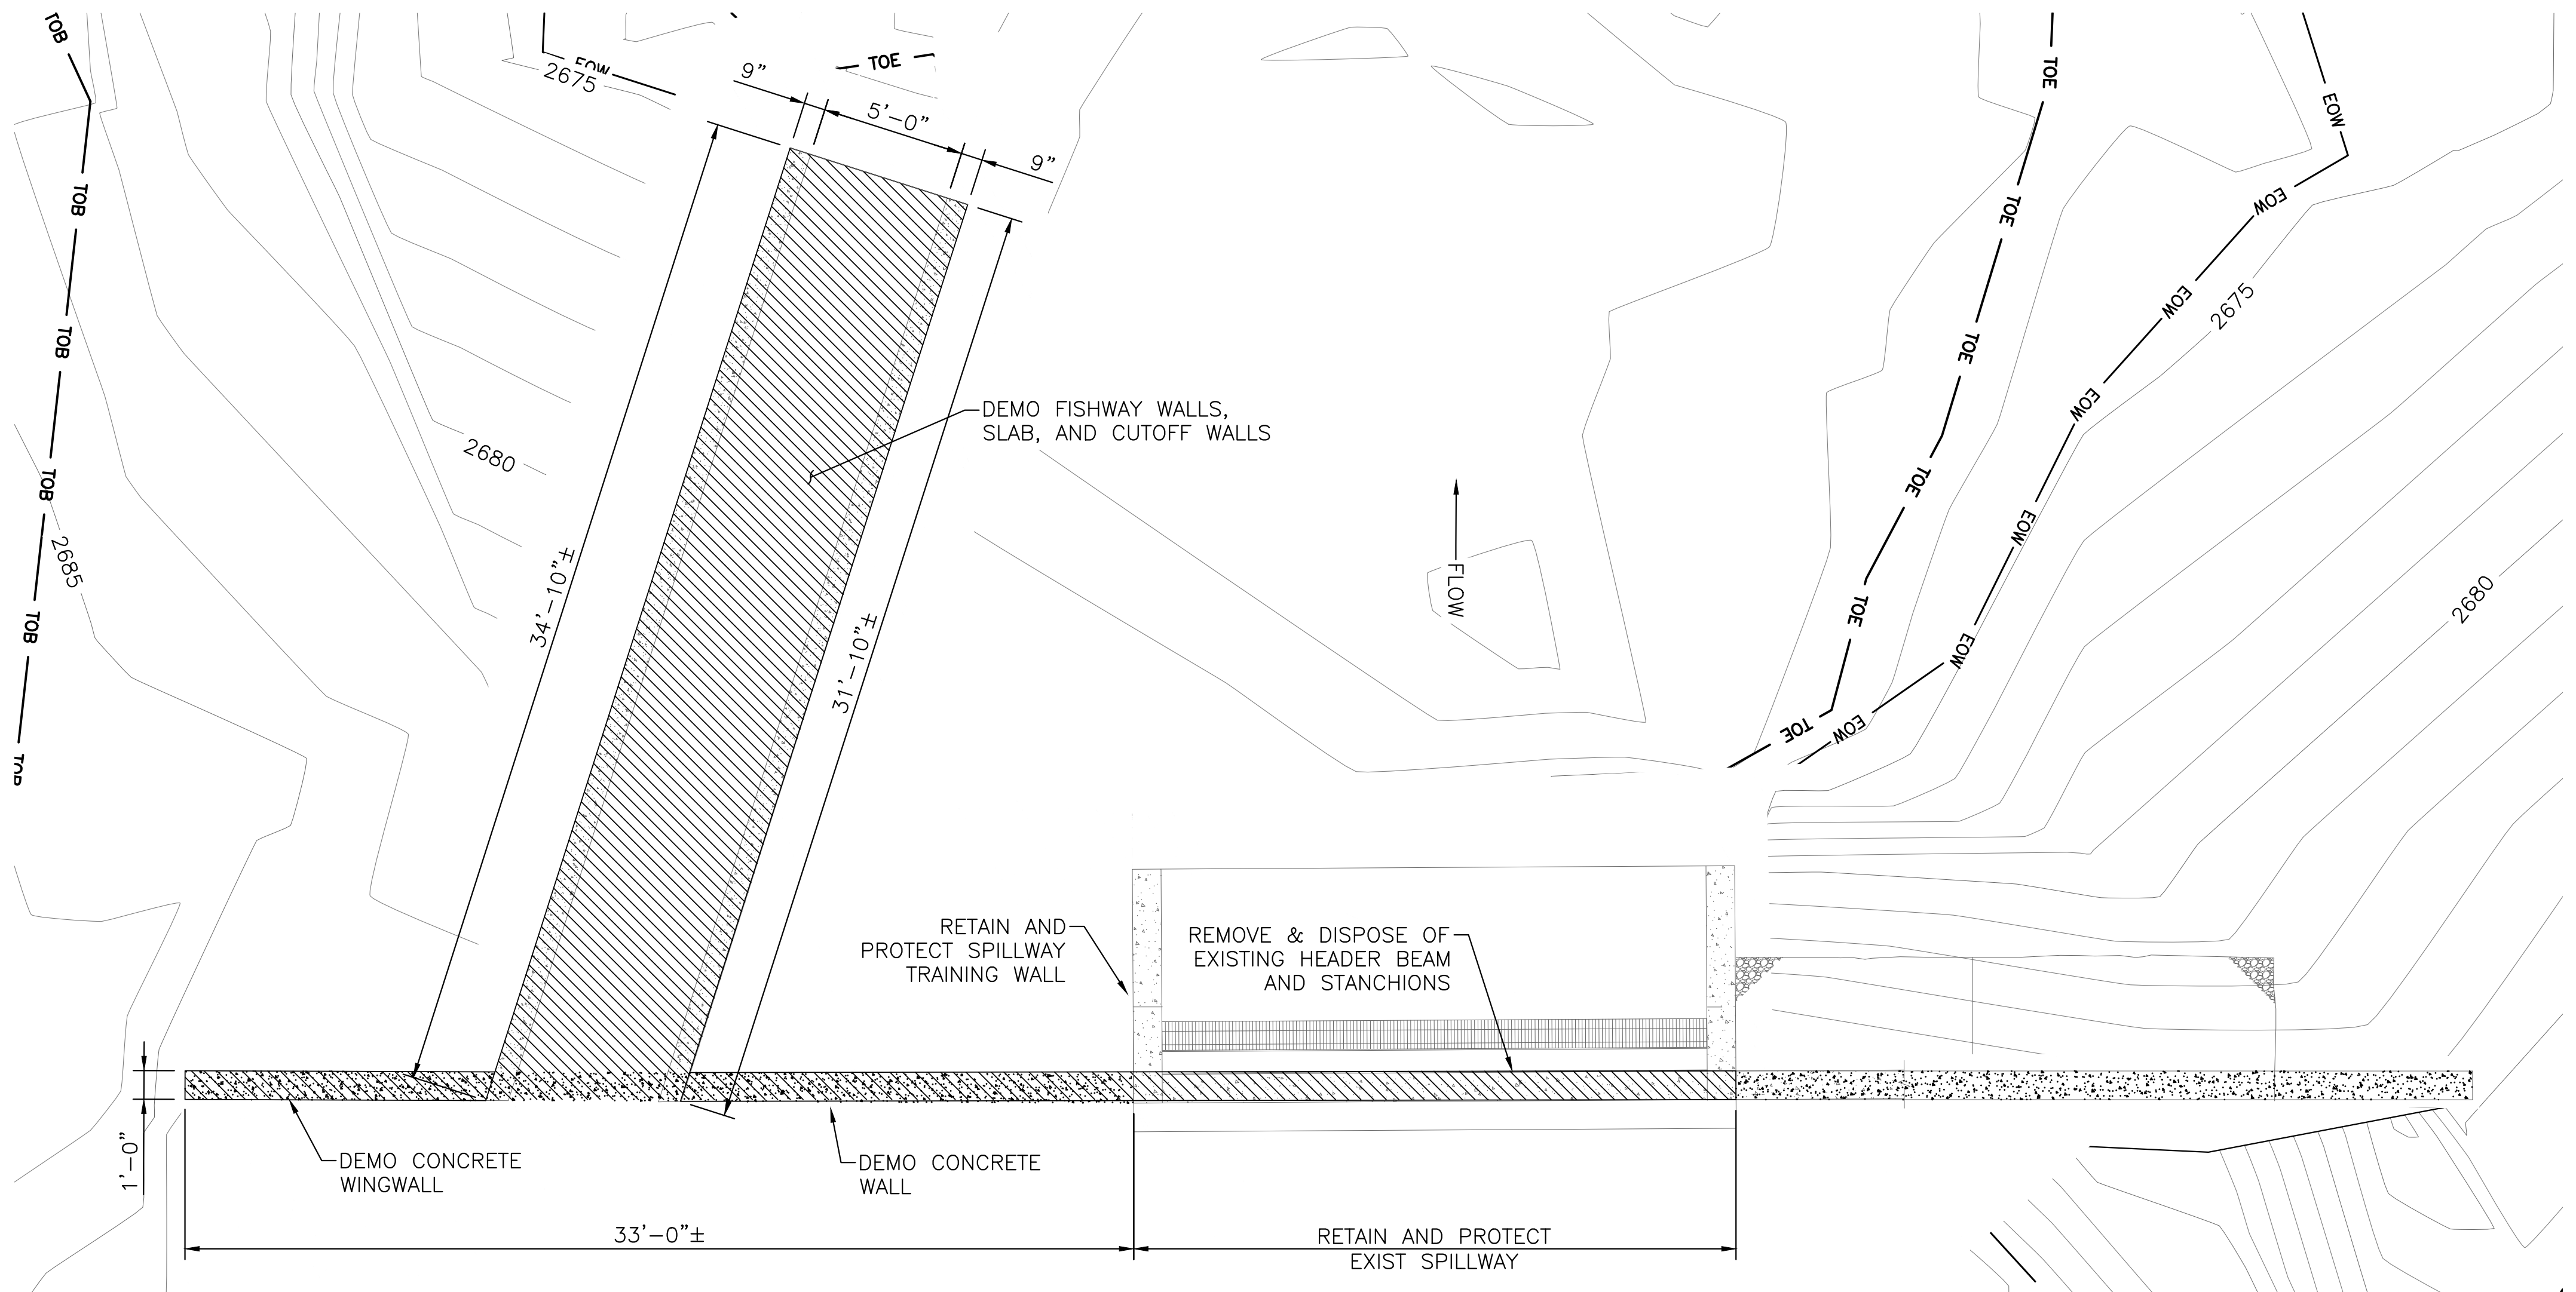 TOB
EOW
2675
9”
TOE
5’-0”
9”
TOE
EOW
TOB
EOW
TOE
EOW
2675
TOB
TOE
DEMO FISHWAY WALLS,
SLAB, AND CUTOFF WALLS
EOW
2680
TOB
TOE
2685
34’-10”±
EOW
FLOW
2680
TOB
31’-10”±
TOE
EOW
TOE
EOW
TOB
RETAIN AND
PROTECT SPILLWAY
TRAINING WALL
REMOVE & DISPOSE OF
EXISTING HEADER BEAM
AND STANCHIONS
1’-0”
DEMO CONCRETE
WINGWALL
DEMO CONCRETE
WALL
33’-0”±
RETAIN AND PROTECT
EXIST SPILLWAY